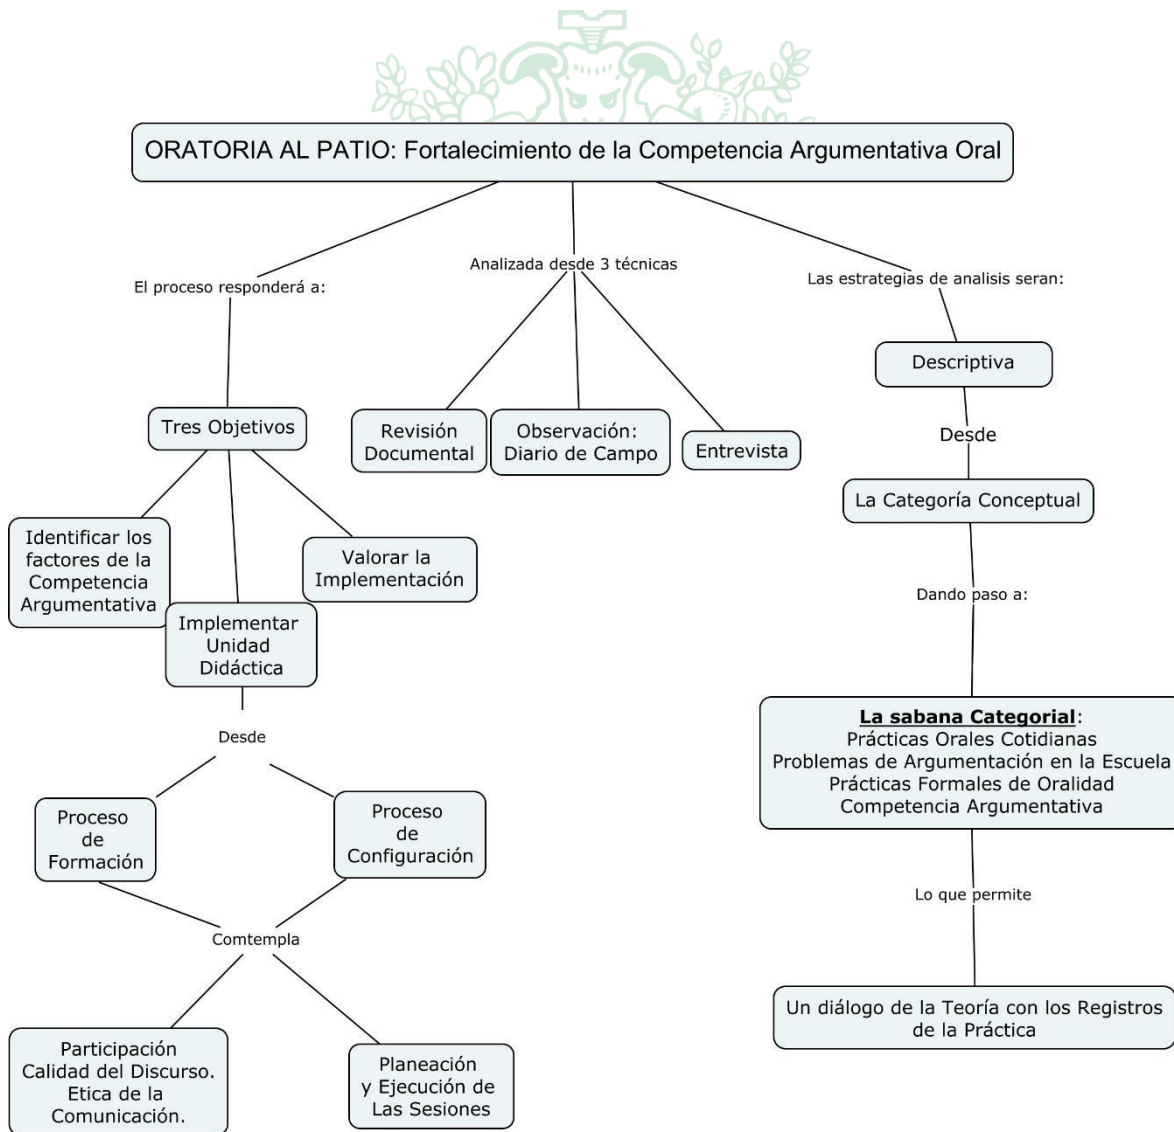 ORATORIA AL PATIO: Fortalecimiento de la Competencia Argumentativa Oral
El proceso responderá a:
Tres Objetivos
Identificar los
factores de la
Competencia
Argumentativa
Implementar
Unidad
Didáctica
Valorar la
Implementación
Desde
Proceso
de
Formación
Proceso
de
Configuración
Comtempla
Participación
Calidad del Discurso.
Etica de la
Comunicación.
Planeación
y Ejecución de
Las Sesiones
Analizada desde 3 técnicas
Revisión
Documental
Observación:
Diario de Campo
Entrevista
Las estrategias de analisis seran:
Descriptiva
Desde
La Categoría Conceptual
Dando paso a:
La sabana Categorial:
Prácticas Orales Cotidianas
Problemas de Argumentación en la Escuela
Prácticas Formales de Oralidad
Competencia Argumentativa
Lo que permite
Un diálogo de la Teoría con los Registros
de la Práctica